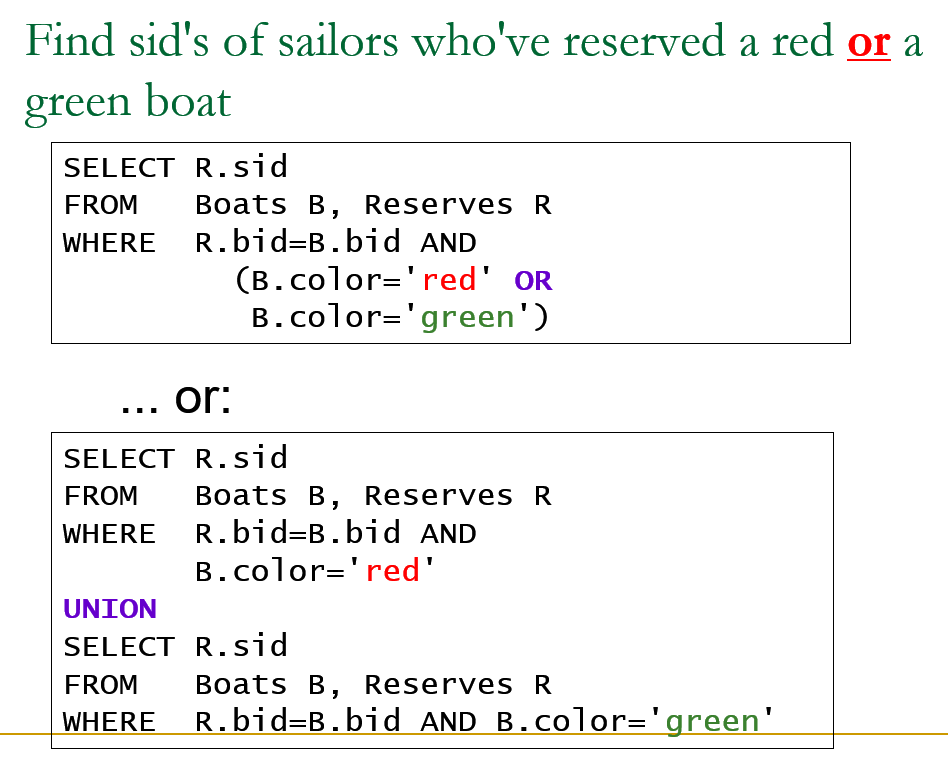 Find sid's of sailors who've reserved a red or a
green boat
SELECT R.sid
FROM Boats B, Reserves R
WHERE R.bid=B.bid AND
(B.color='red' OR
B.color='green')
... or:
SELECT R.sid
FROM Boats B, Reserves R
WHERE R.bid=B.bid AND
B.color='red'
UNION
SELECT R.sid
FROM Boats B, Reserves R
WHERE R.bid=B.bid AND B.color='green'